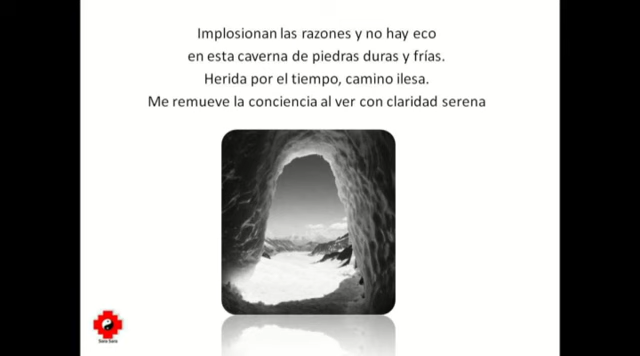 Implosionan las razones y no hay eco
en esta caverna de piedras duras y frías.
Herida por el tiempo, camino ilesa.
Me remueve la conciencia al ver con claridad serena